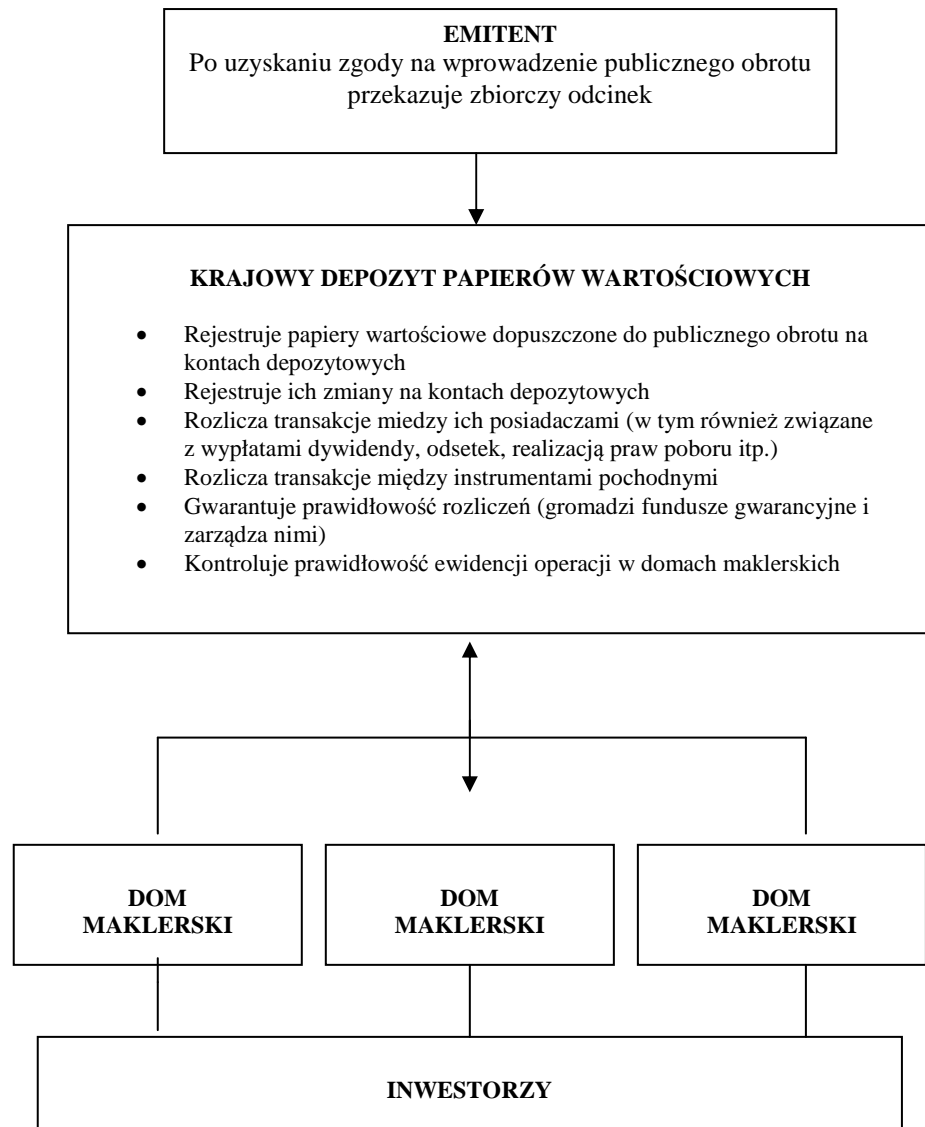 EMITENT
Po uzyskaniu zgody na wprowadzenie publicznego obrotu
przekazuje zbiorczy odcinek
KRAJOWY DEPOZYT PAPIERÓW WARTOŚCIOWYCH
• Rejestruje papiery wartościowe dopuszczone do publicznego obrotu na
kontach depozytowych
• Rejestruje ich zmiany na kontach depozytowych
• Rozlicza transakcje miedzy ich posiadaczami (w tym również związane
z wypłatami dywidendy, odsetek, realizacją praw poboru itp.)
• Rozlicza transakcje między instrumentami pochodnymi
• Gwarantuje prawidłowość rozliczeń (gromadzi fundusze gwarancyjne i
zarządza nimi)
• Kontroluje prawidłowość ewidencji operacji w domach maklerskich
DOM
MAKLERSKI
DOM
MAKLERSKI
DOM
MAKLERSKI
INWESTORZY